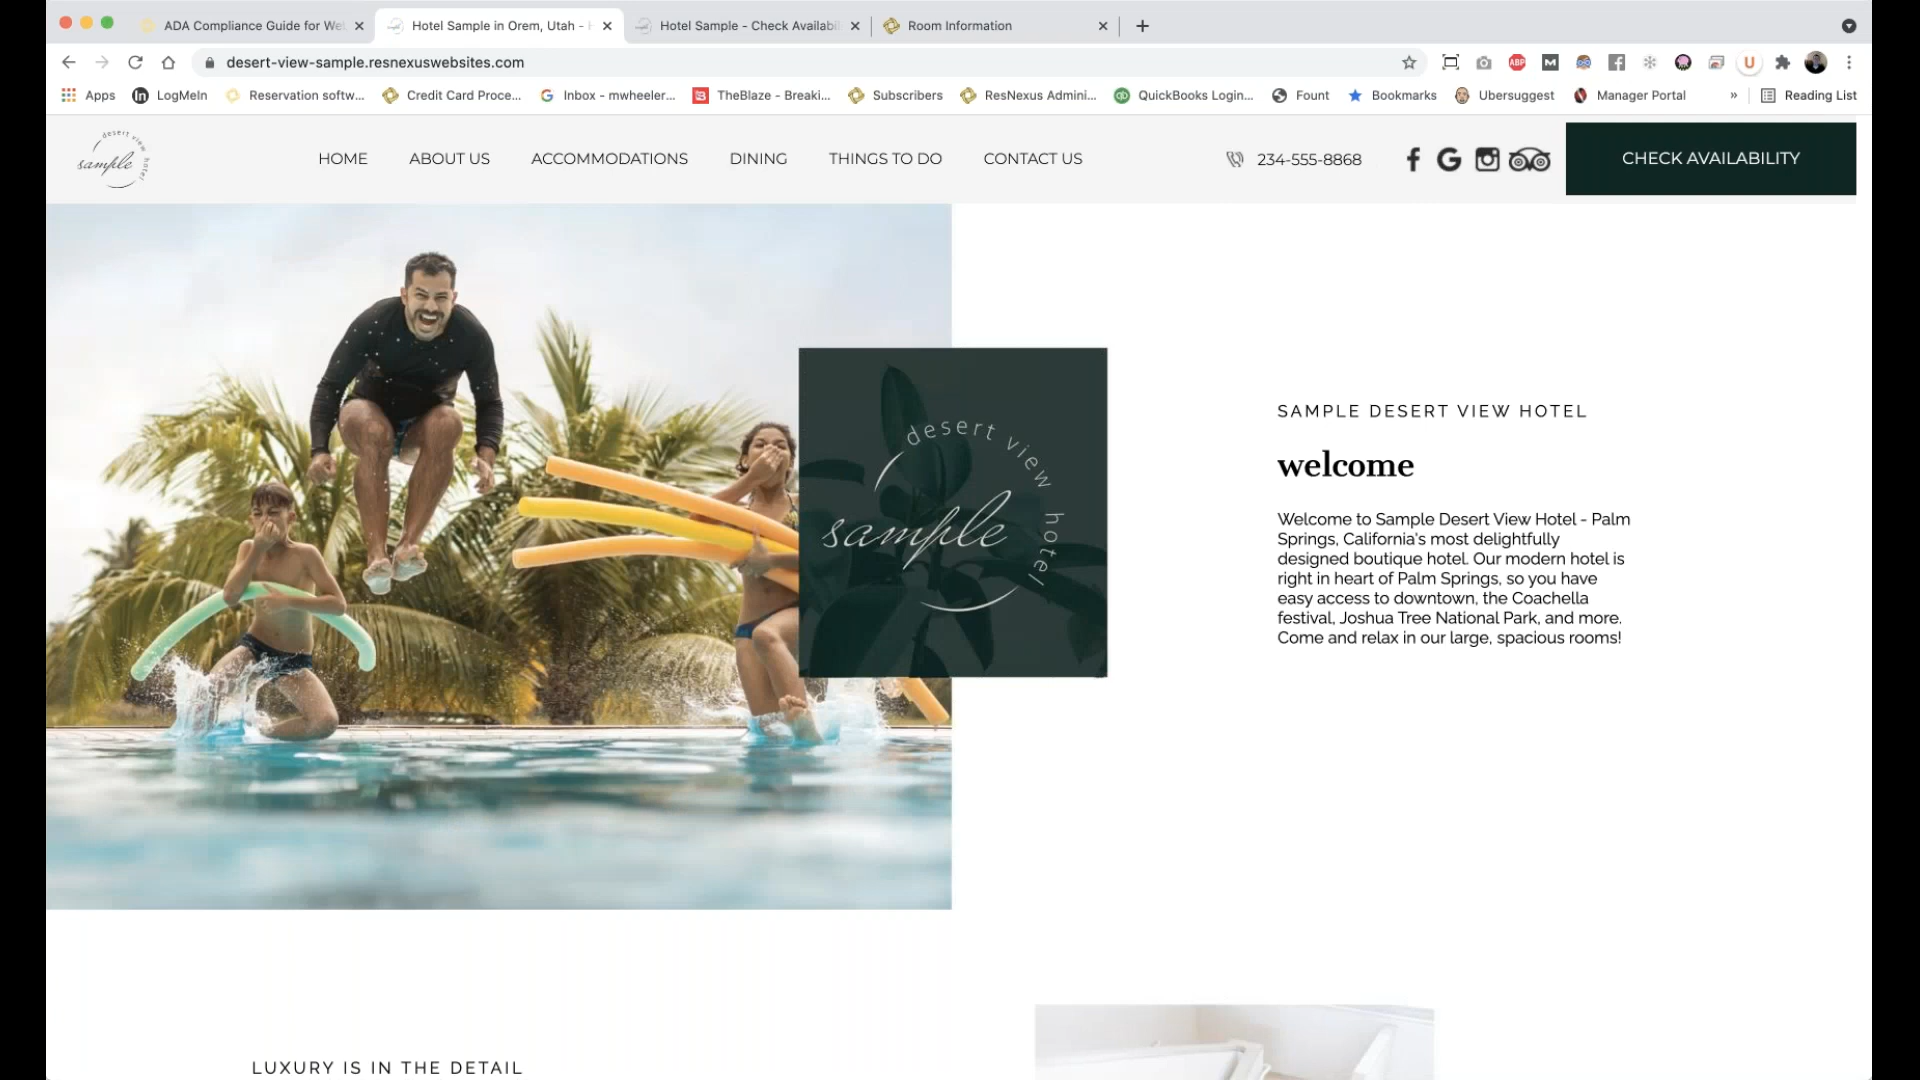 ADA Compliance Guide for We
Hotel Sample in Orem, Utah -
Hotel Sample - Check Availabi
Room Information
desert-view-sample.resnexuswebsites.com
Apps
LogMeIn
Reservation softw...
Credit Card Proce...
Inbox - mwheeler...
TheBlaze - Breaki...
Subscribers
ResNexus Admini...
QuickBooks Login...
Fount
Bookmarks
Ubersuggest
Manager Portal
»
Reading List
desert view hotel
sample
HOME
ABOUT US
ACCOMMODATIONS
DINING
THINGS TO DO
CONTACT US
234-555-8868
CHECK AVAILABILITY
desert view hotel
sample
SAMPLE DESERT VIEW HOTEL
welcome
Welcome to Sample Desert View Hotel - Palm
Springs, California's most delightfully
designed boutique hotel. Our modern hotel is
right in heart of Palm Springs, so you have
easy access to downtown, the Coachella
festival, Joshua Tree National Park, and more.
Come and relax in our large, spacious rooms!
LUXURY IS IN THE DETAIL